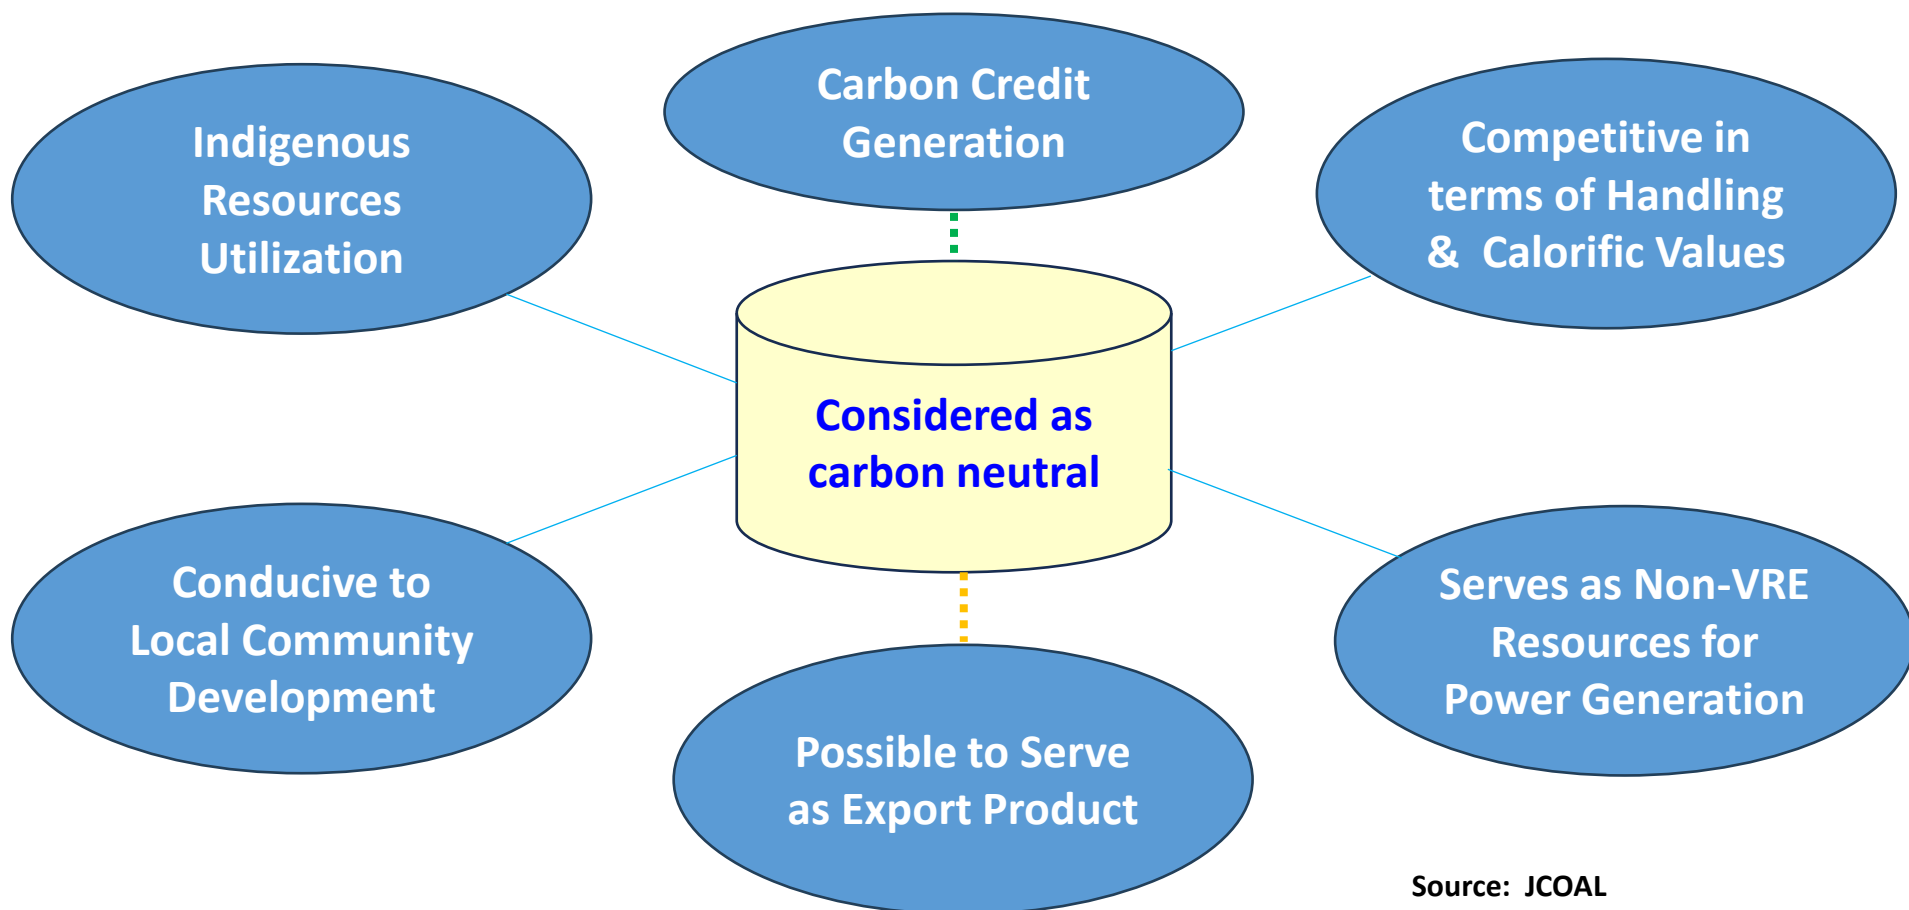 Carbon Credit
Generation
Indigenous
Resources
Utilization
Competitive in
terms of Handling
&  Calorific Values
Considered as
carbon neutral
Conducive to
Local Community
Development
Serves as Non-VRE
Resources for
Power Generation
Possible to Serve
as Export Product
Source:  JCOAL